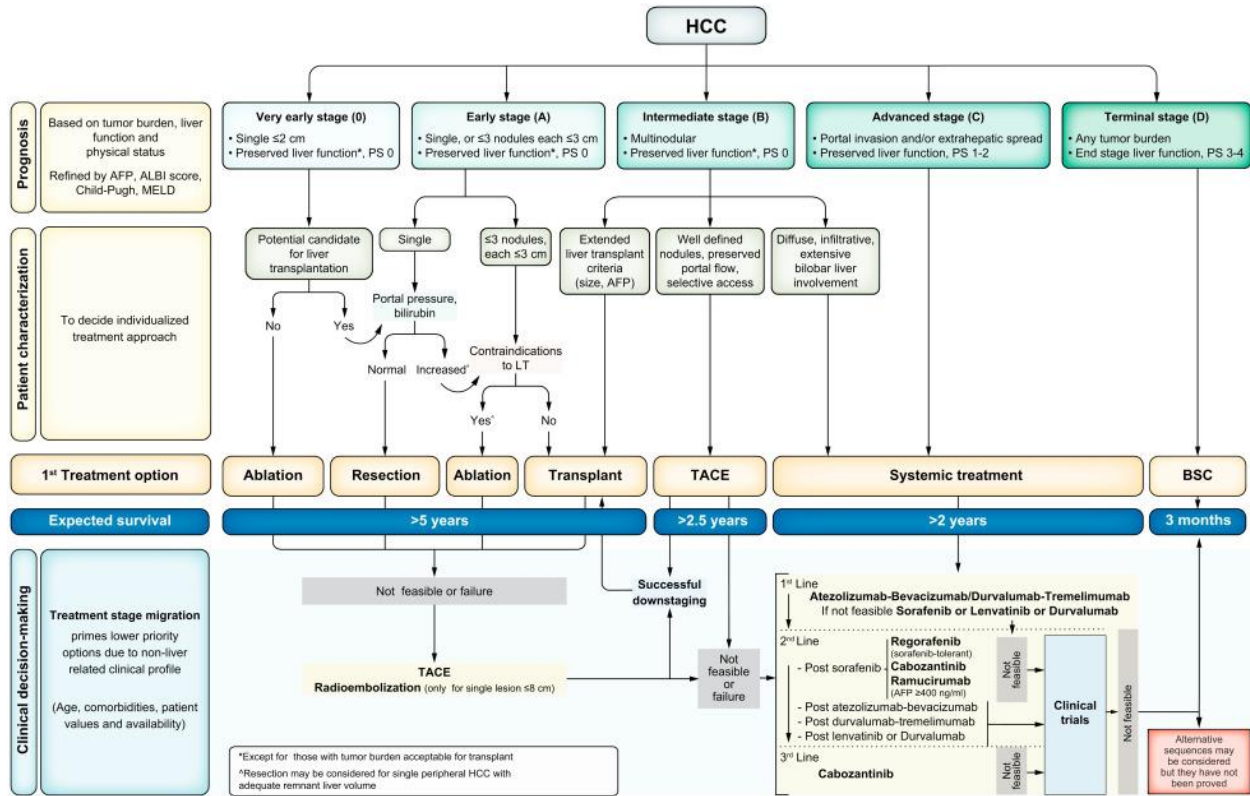 HCC
Prognosis
Based on tumor burden, liver
function and
physical status
Refined by AFP, ALBI score,
Child-Pugh, MELD
Very early stage (0)
• Single ≤2 cm
• Preserved liver function*, PS 0
Early stage (A)
• Single, or ≤3 nodules each ≤3 cm
• Preserved liver function*, PS 0
Intermediate stage (B)
• Multinodular
• Preserved liver function*, PS 0
Advanced stage (C)
• Portal invasion and/or extrahepatic spread
• Preserved liver function, PS 1-2
Terminal stage (D)
• Any tumor burden
• End stage liver function, PS 3-4
Patient characterization
To decide individualized
treatment approach
Potential candidate
for liver
transplantation
No
Yes
Single
Portal pressure,
bilirubin
Normal
Increased^
≤3 nodules,
each ≤3 cm
Contraindications
to LT
Yes^
No
Extended
liver transplant
criteria
(size, AFP)
Well defined
nodules, preserved
portal flow,
selective access
Diffuse, infiltrative,
extensive
bilobar liver
involvement
1st Treatment option
Ablation
Resection
Ablation
Transplant
TACE
Systemic treatment
BSC
Expected survival
>5 years
>2.5 years
>2 years
3 months
Clinical decision-making
Treatment stage migration
primes lower priority
options due to non-liver
related clinical profile
(Age, comorbidities, patient
values and availability)
Not feasible or failure
TACE
Radioembolization (only for single lesion ≤8 cm)
Successful
downstaging
Not
feasible
or
failure
1st Line
Atezolizumab-Bevacizumab/Durvalumab-Tremelimumab
If not feasible Sorafenib or Lenvatinib or Durvalumab
2nd Line
- Post sorafenib
Regorafenib
(sorafenib-tolerant)
Cabozantinib
Ramucirumab
(AFP ≥400 ng/ml)
Not
feasible
- Post atezolizumab-bevacizumab
- Post durvalumab-tremelimumab
- Post lenvatinib or Durvalumab
3rd Line
Cabozantinib
Not
feasible
Clinical
trials
Not feasible
Alternative
sequences may
be considered
but they have not
been proved
*Except for those with tumor burden acceptable for transplant
^Resection may be considered for single peripheral HCC with
adequate remnant liver volume